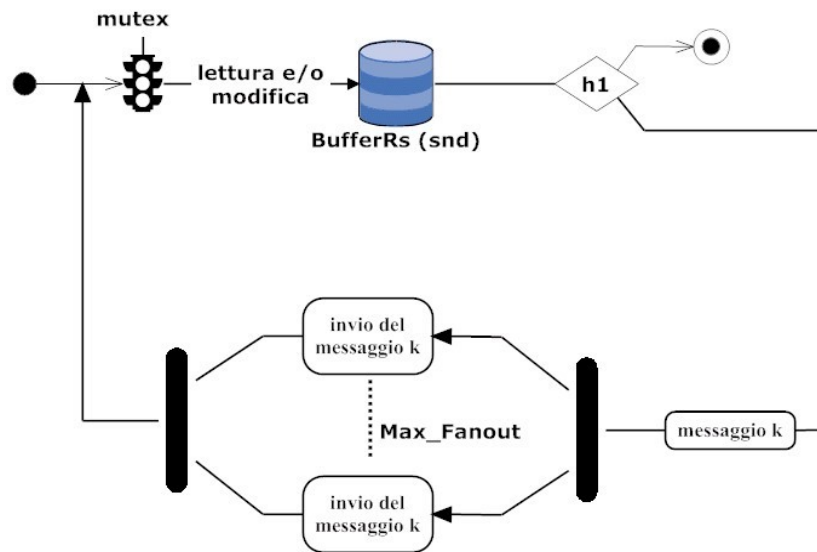 mutex
lettura e/o
modifica
BufferRs (snd)
h1
invio del
messaggio k
Max_Fanout
messaggio k
invio del
messaggio k